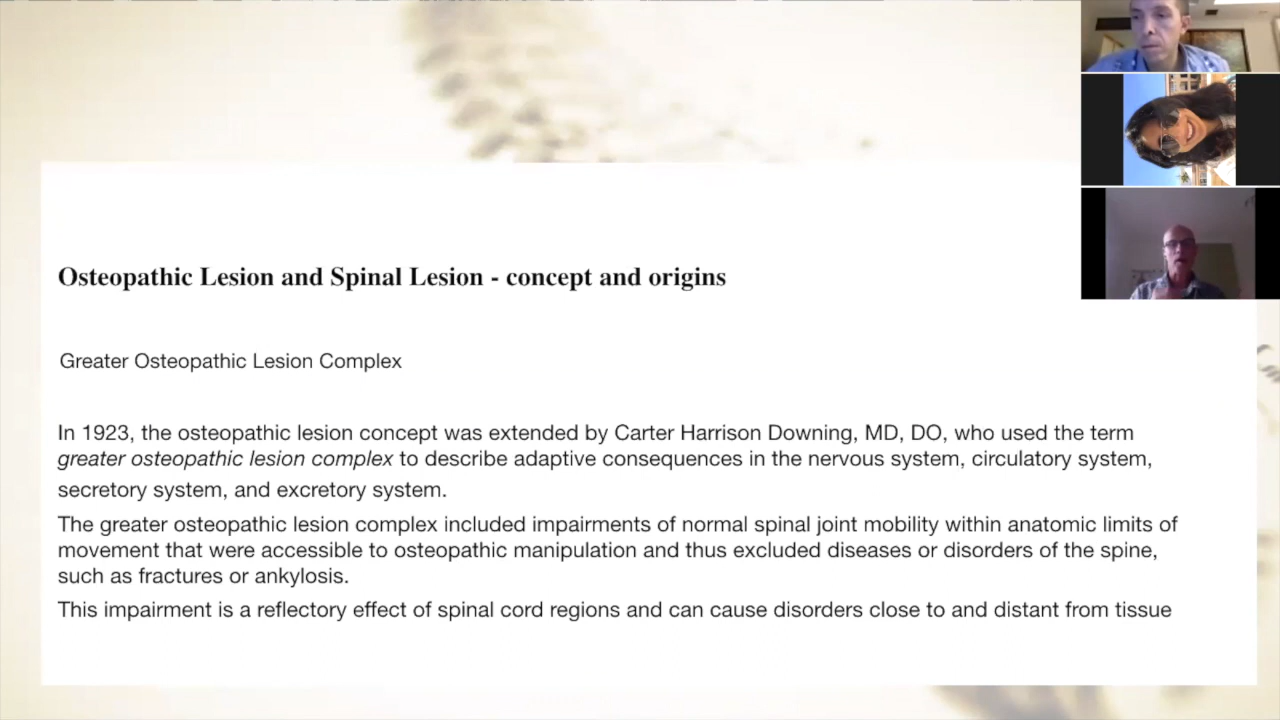 Osteopathic Lesion and Spinal Lesion - concept and origins
Greater Osteopathic Lesion Complex
In 1923, the osteopathic lesion concept was extended by Carter Harrison Downing, MD, DO, who used the term
greater osteopathic lesion complex to describe adaptive consequences in the nervous system, circulatory system,
secretory system, and excretory system.
The greater osteopathic lesion complex included impairments of normal spinal joint mobility within anatomic limits of
movement that were accessible to osteopathic manipulation and thus excluded diseases or disorders of the spine,
such as fractures or ankylosis.
This impairment is a reflectory effect of spinal cord regions and can cause disorders close to and distant from tissue